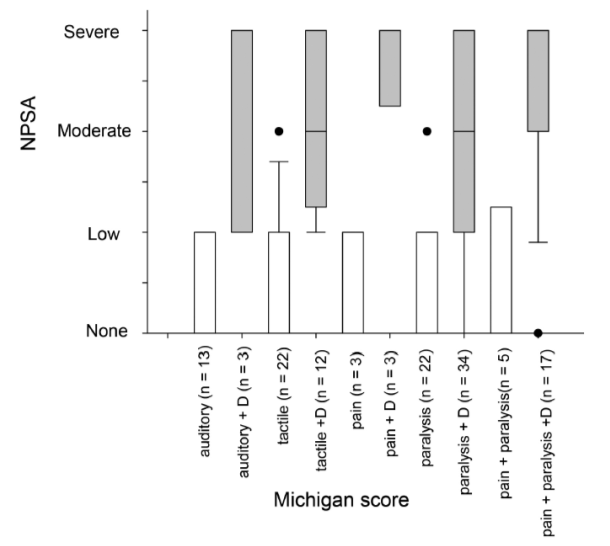 Severe
Moderate
Low
None
NPSA
auditory (n = 13)
auditory + D (n = 3)
tactile (n = 22)
tactile +D (n = 12)
pain (n = 3)
pain + D (n = 3)
paralysis (n = 22)
paralysis + D (n = 34)
pain + paralysis(n = 5)
pain + paralysis +D (n = 17)
Michigan score